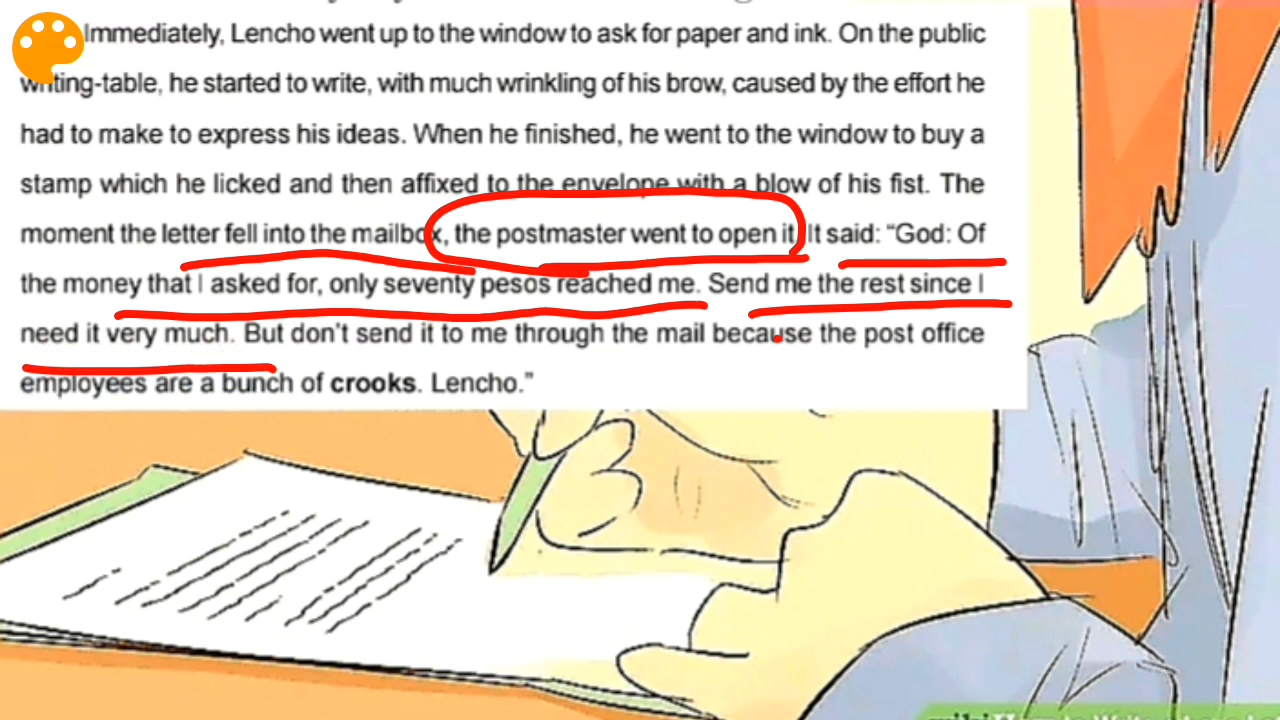 Immediately, Lencho went up to the window to ask for paper and ink. On the public
writing-table, he started to write, with much wrinkling of his brow, caused by the effort he
had to make to express his ideas. When he finished, he went to the window to buy a
stamp which he licked and then affixed to the envelope with a blow of his fist. The
moment the letter fell into the mailbox, the postmaster went to open it. It said: “God: Of
the money that I asked for, only seventy pesos reached me. Send me the rest since I
need it very much. But don’t send it to me through the mail because the post office
employees are a bunch of crooks. Lencho.”